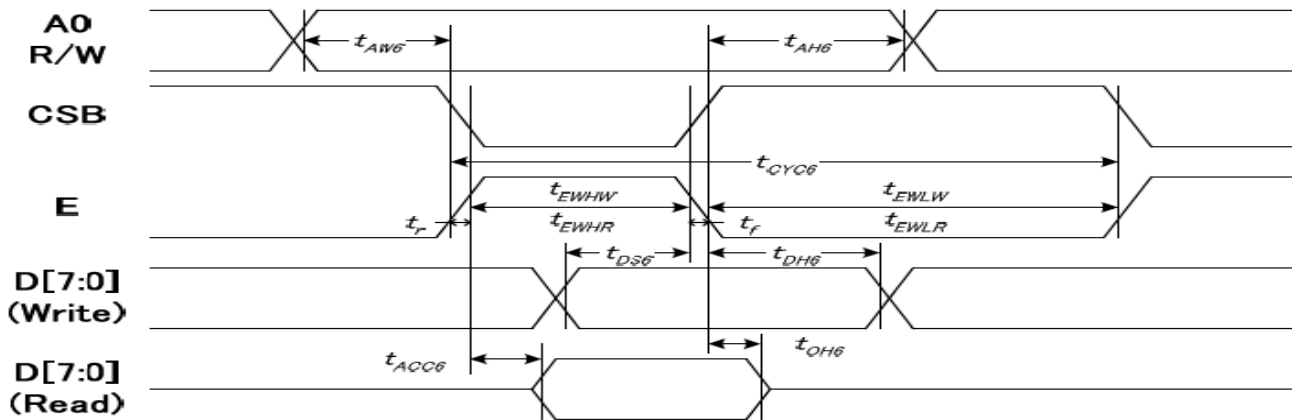 A0
R/W
tAW6
tAH6
CSB
tCYC6
E
tEWHW
tEWLW
tr
tEWHR
tf
tEWLR
tDS6
tDH6
D[7:0]
(Write)
tACC6
tOH6
D[7:0]
(Read)